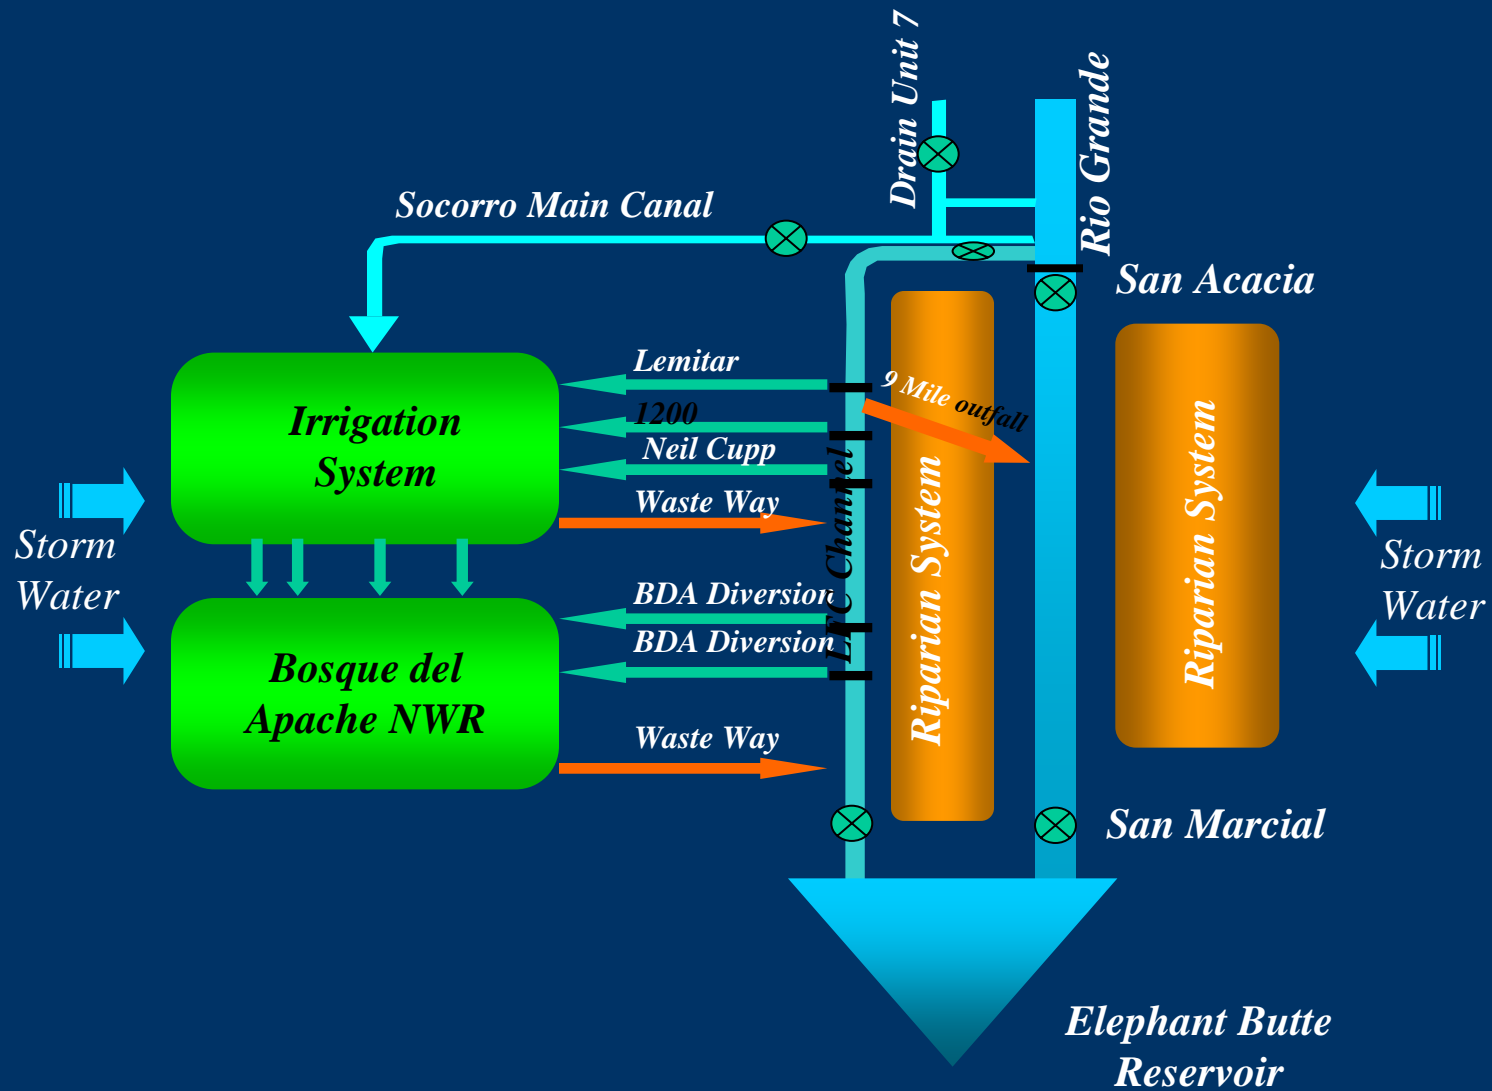 Drain Unit 7
Rio Grande
Socorro Main Canal
San Acacia
Lemitar
9 Mile outfall
1200
Irrigation
System
Neil Cupp
Waste Way
LFC Channel
Riparian System
Riparian System
Storm
Water
Storm
Water
BDA Diversion
BDA Diversion
Bosque del
Apache NWR
Waste Way
San Marcial
Elephant Butte
Reservoir